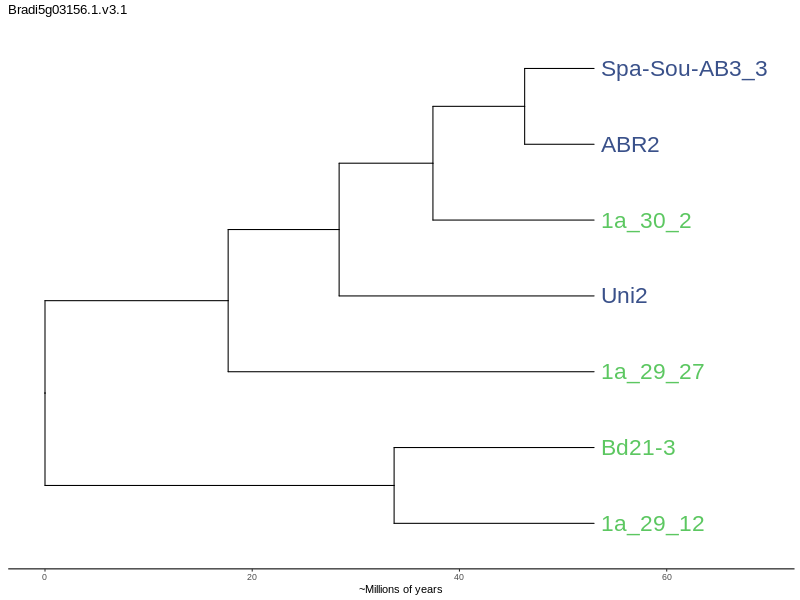 Bradi5g03156.1.v3.1
Spa-Sou-AB3_3
ABR2
1a_30_2
Uni2
1a_29_27
Bd21-3
1a_29_12
0 20 40 60
~Millions of years